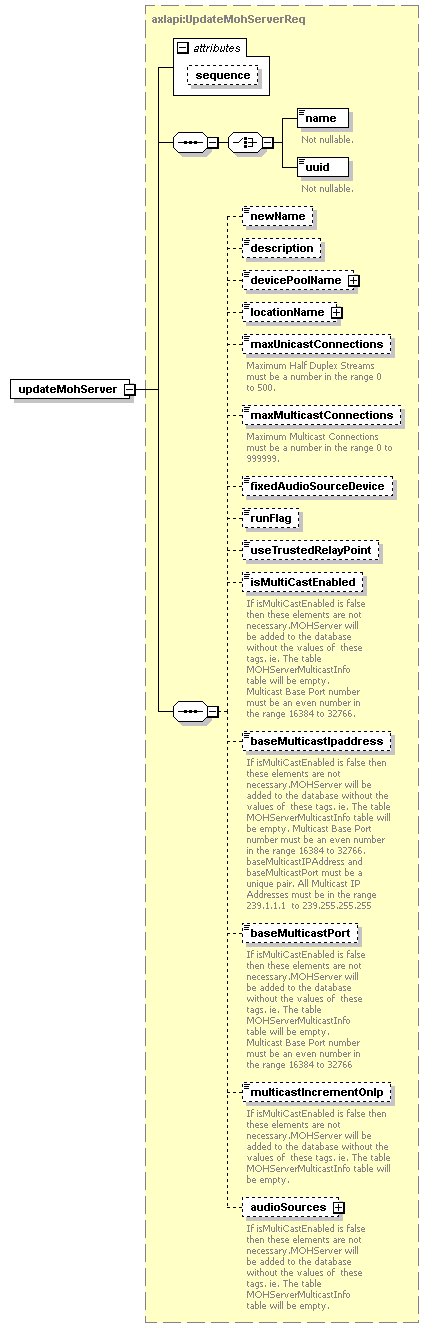 axlapi:UpdateMohServerReq
attributes
sequence
name
Not nullable.
uuid
Not nullable.
newName
description
devicePoolName
locationName
maxUnicastConnections
Maximum Half Duplex Streams
must be a number in the range 0
to 500.
updateMohServer
maxMulticastConnections
Maximum Multicast Connections
must be a number in the range 0 to
999999.
fixedAudioSourceDevice
runFlag
useTrustedRelayPoint
isMultiCastEnabled
If isMultiCastEnabled is false
then these elements are not
necessary.MOHServer will
be added to the database
without the values of  these
tags. ie. The table
MOHServerMulticastInfo
table will be empty.
Multicast Base Port number
must be an even number in
the range 16384 to 32766.
baseMulticastIpaddress
If isMultiCastEnabled is false then
these elements are not
necessary.MOHServer will be
added to the database without the
values of  these tags. ie. The table
MOHServerMulticastInfo table will
be empty. Multicast Base Port
number must be an even number
in the range 16384 to 32766.
baseMulticastIPAddress and
baseMulticastPort must be a
unique pair. All Multicast IP
Addresses must be in the range
239.1.1.1  to 239.255.255.255
baseMulticastPort
If isMultiCastEnabled is false
then these elements are not
necessary.MOHServer will
be added to the database
without the values of  these
tags. ie. The table
MOHServerMulticastInfo
table will be empty.
Multicast Base Port number
must be an even number in
the range 16384 to 32766
multicastIncrementOnIp
If isMultiCastEnabled is false then
these elements are not
necessary.MOHServer will be
added to the database without the
values of  these tags. ie. The table
MOHServerMulticastInfo table will
be empty.
audioSources
If isMultiCastEnabled is false
then these elements are not
necessary.MOHServer will
be added to the database
without the values of  these
tags. ie. The table
MOHServerMulticastInfo
table will be empty.